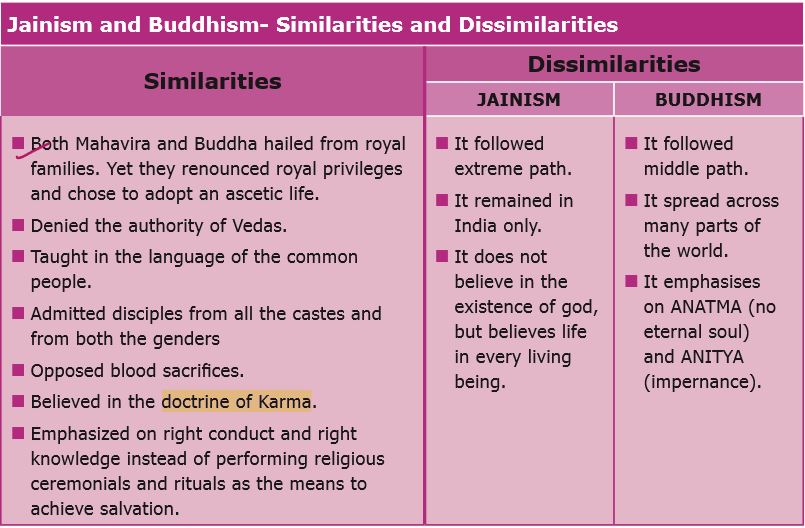 Jainism and Buddhism- Similarities and Dissimilarities
Similarities
■ Both Mahavira and Buddha hailed from royal
families. Yet they renounced royal privileges
and chose to adopt an ascetic life.
■ Denied the authority of Vedas.
■ Taught in the language of the common
people.
■ Admitted disciples from all the castes and
from both the genders
■ Opposed blood sacrifices.
■ Believed in the doctrine of Karma.
■ Emphasized on right conduct and right
knowledge instead of performing religious
ceremonials and rituals as the means to
achieve salvation.
Dissimilarities
JAINISM
■ It followed
extreme path.
■ It remained in
India only.
■ It does not
believe in the
existence of god,
but believes life
in every living
being.
BUDDHISM
■ It followed
middle path.
■ It spread across
many parts of
the world.
■ It emphasises
on ANATMA (no
eternal soul)
and ANITYA
(impernance).